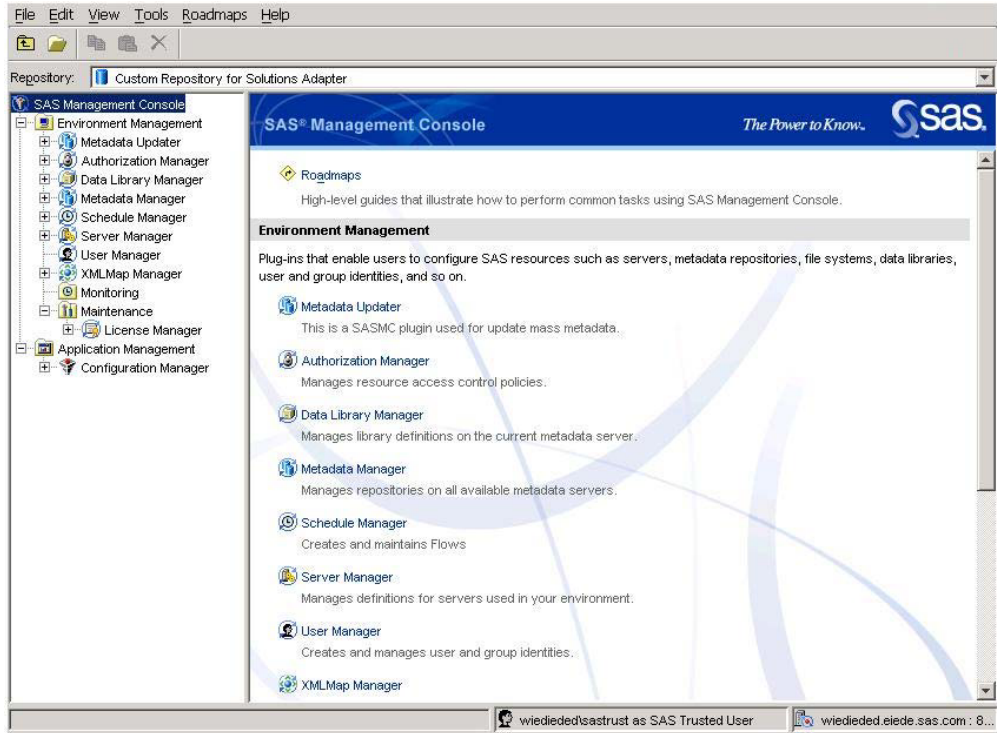 File Edit View Tools Roadmaps Help
Repository: Custom Repository for Solutions Adapter
SAS Management Console
Environment Management
Metadata Updater
Authorization Manager
Data Library Manager
Metadata Manager
Schedule Manager
Server Manager
User Manager
XMLMap Manager
Monitoring
Maintenance
License Manager
Application Management
Configuration Manager
SAS® Management Console
The Power to Know®
sas®
Roadmaps
High-level guides that illustrate how to perform common tasks using SAS Management Console.
Environment Management
Plug-ins that enable users to configure SAS resources such as servers, metadata repositories, file systems, data libraries,
user and group identities, and so on.
Metadata Updater
This is a SASMC plugin used for update mass metadata.
Authorization Manager
Manages resource access control policies.
Data Library Manager
Manages library definitions on the current metadata server.
Metadata Manager
Manages repositories on all available metadata servers.
Schedule Manager
Creates and maintains Flows
Server Manager
Manages definitions for servers used in your environment.
User Manager
Creates and manages user and group identities.
XMLMap Manager
wiedieded\sastrust as SAS Trusted User
wiedieded.eiede.sas.com : 8...